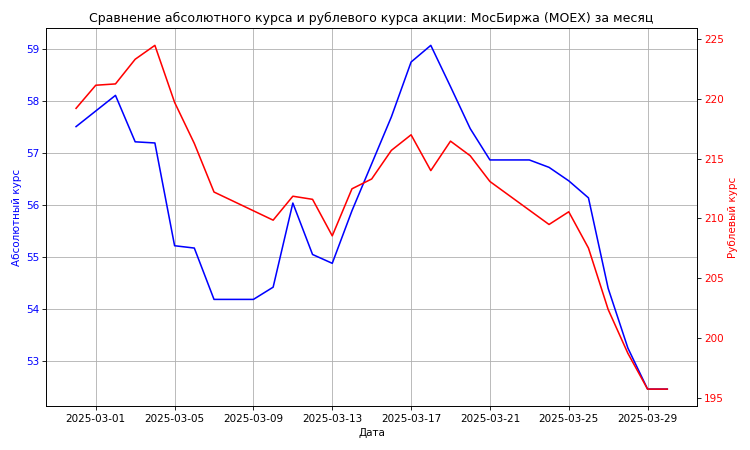 Сравнение абсолютного курса и рублевого курса акции: МосБиржа (MOEX) за месяц
59
58
57
56
55
54
53
Абсолютный курс
225
220
215
210
205
200
195
Рублевый курс
2025-03-01 2025-03-05 2025-03-09 2025-03-13 2025-03-17 2025-03-21 2025-03-25 2025-03-29
Дата